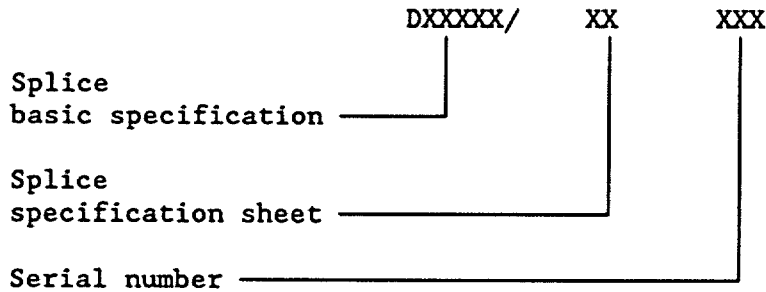 DXXXXX/ XX XXX
Splice
basic specification
Splice
specification sheet
Serial number